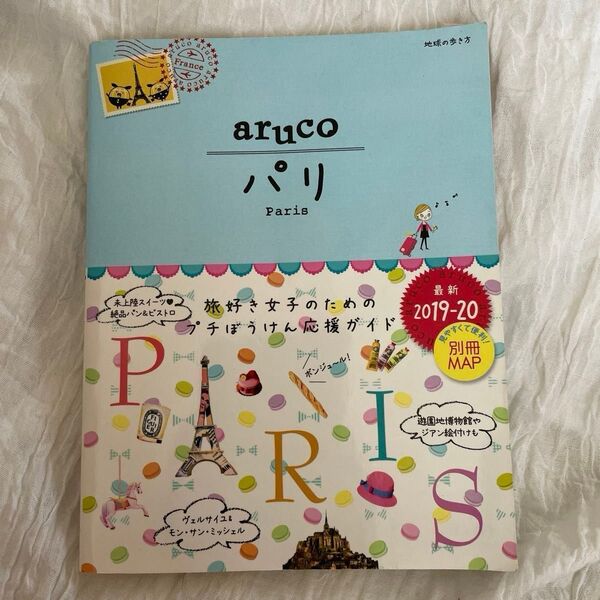 地球の歩き方
France
aruco
パリ
Paris
旅好き女子のための
プチぼうけん応援ガイド
最新
2019-20
見やすくて便利!
別冊
MAP
未上陸スイーツ♥
絶品パン&ビストロ
ボンジュ〜ル!
PARIS
遊園地博物館や
ジアン絵付けも
ヴェルサイユ&
モン・サン・ミッシェル